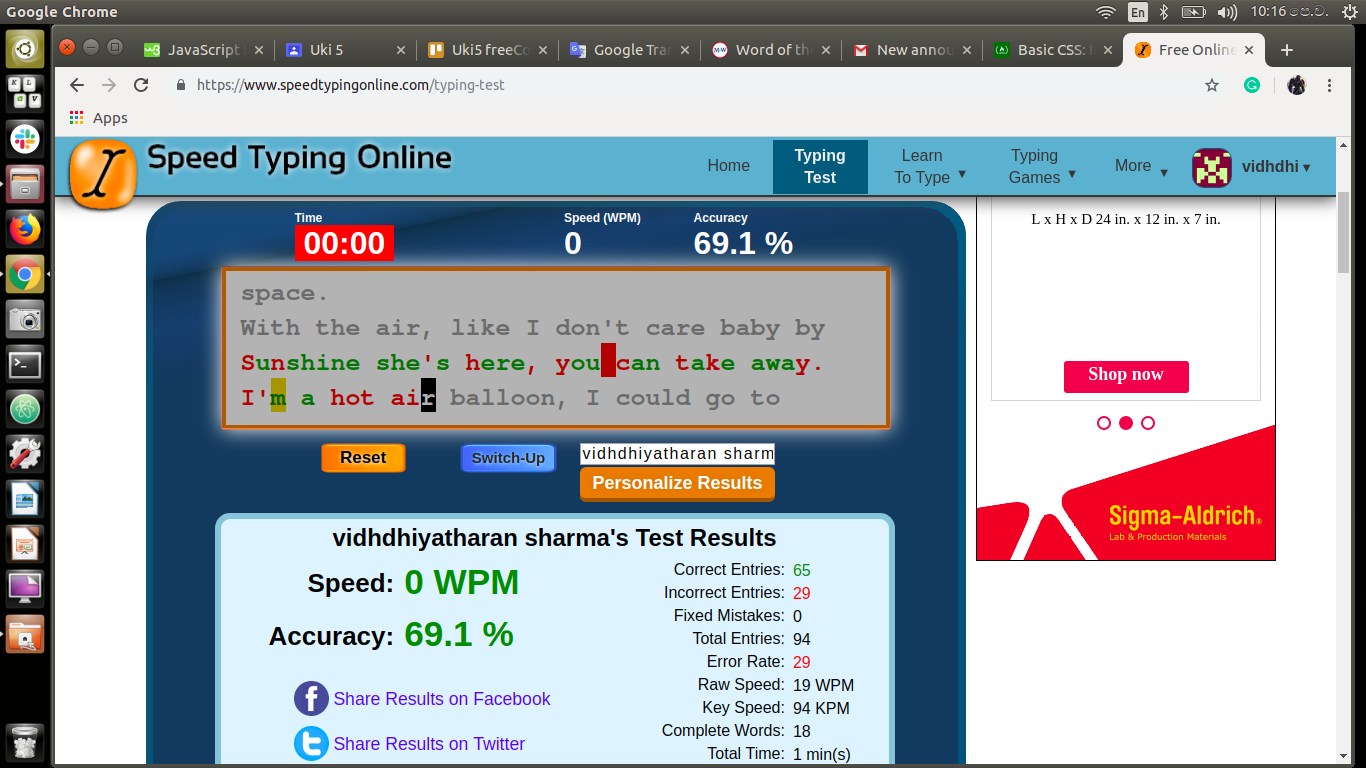 Google Chrome
En
10:16 පෙ.ව.
JavaScript
Uki 5
Uki5 freeCo
Google Tran
Word of th
New annou
Basic CSS: I
Free Online
https://www.speedtypingonline.com/typing-test
Apps
Speed Typing Online
Home
Typing
Test
Learn
To Type ▼
Typing
Games ▼
More ▼
vidhdhi ▾
Time
Speed (WPM)
Accuracy
00:00
0
69.1 %
space.
With the air, like I don't care baby by
Sunshine she's here, you can take away.
I'm a hot air balloon, I could go to
Reset
Switch-Up
vidhdhiyatharan sharm
Personalize Results
vidhdhiyatharan sharma's Test Results
Speed: 0 WPM
Accuracy: 69.1 %
Share Results on Facebook
Share Results on Twitter
Correct Entries: 65
Incorrect Entries: 29
Fixed Mistakes: 0
Total Entries: 94
Error Rate: 29
Raw Speed: 19 WPM
Key Speed: 94 KPM
Complete Words: 18
Total Time: 1 min(s)
L x H x D 24 in. x 12 in. x 7 in.
Shop now
Sigma-Aldrich®
Lab & Production Materials